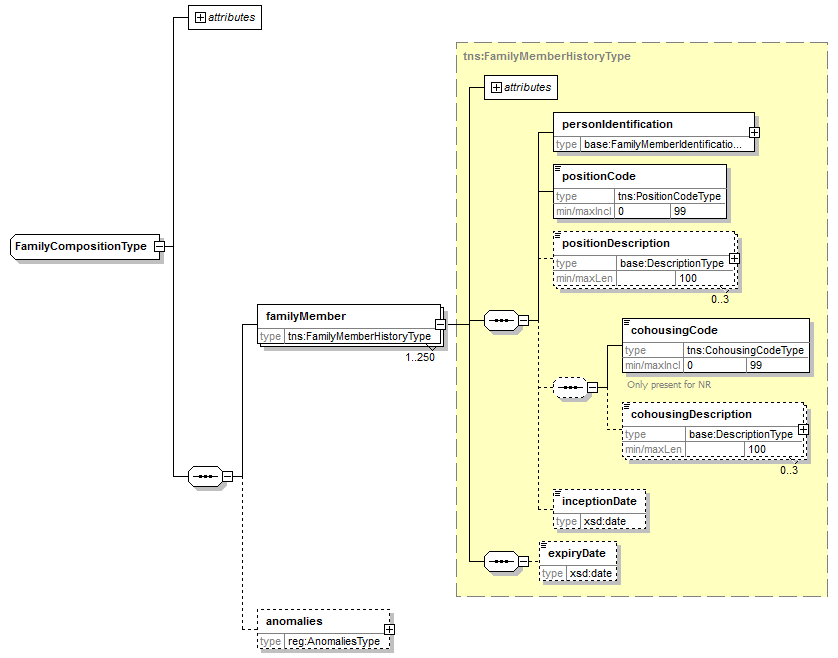 attributes
tns:FamilyMemberHistoryType
attributes
personIdentification
type base:FamilyMemberIdentificatio...
positionCode
type tns:PositionCodeType
min/maxIncl 0 99
FamilyCompositionType
positionDescription
type base:DescriptionType
min/maxLen 100
0..3
familyMember
type tns:FamilyMemberHistoryType
1..250
cohousingCode
type tns:CohousingCodeType
min/maxIncl 0 99
Only present for NR
cohousingDescription
type base:DescriptionType
min/maxLen 100
0..3
inceptionDate
type xsd:date
expiryDate
type xsd:date
anomalies
type reg:AnomaliesType